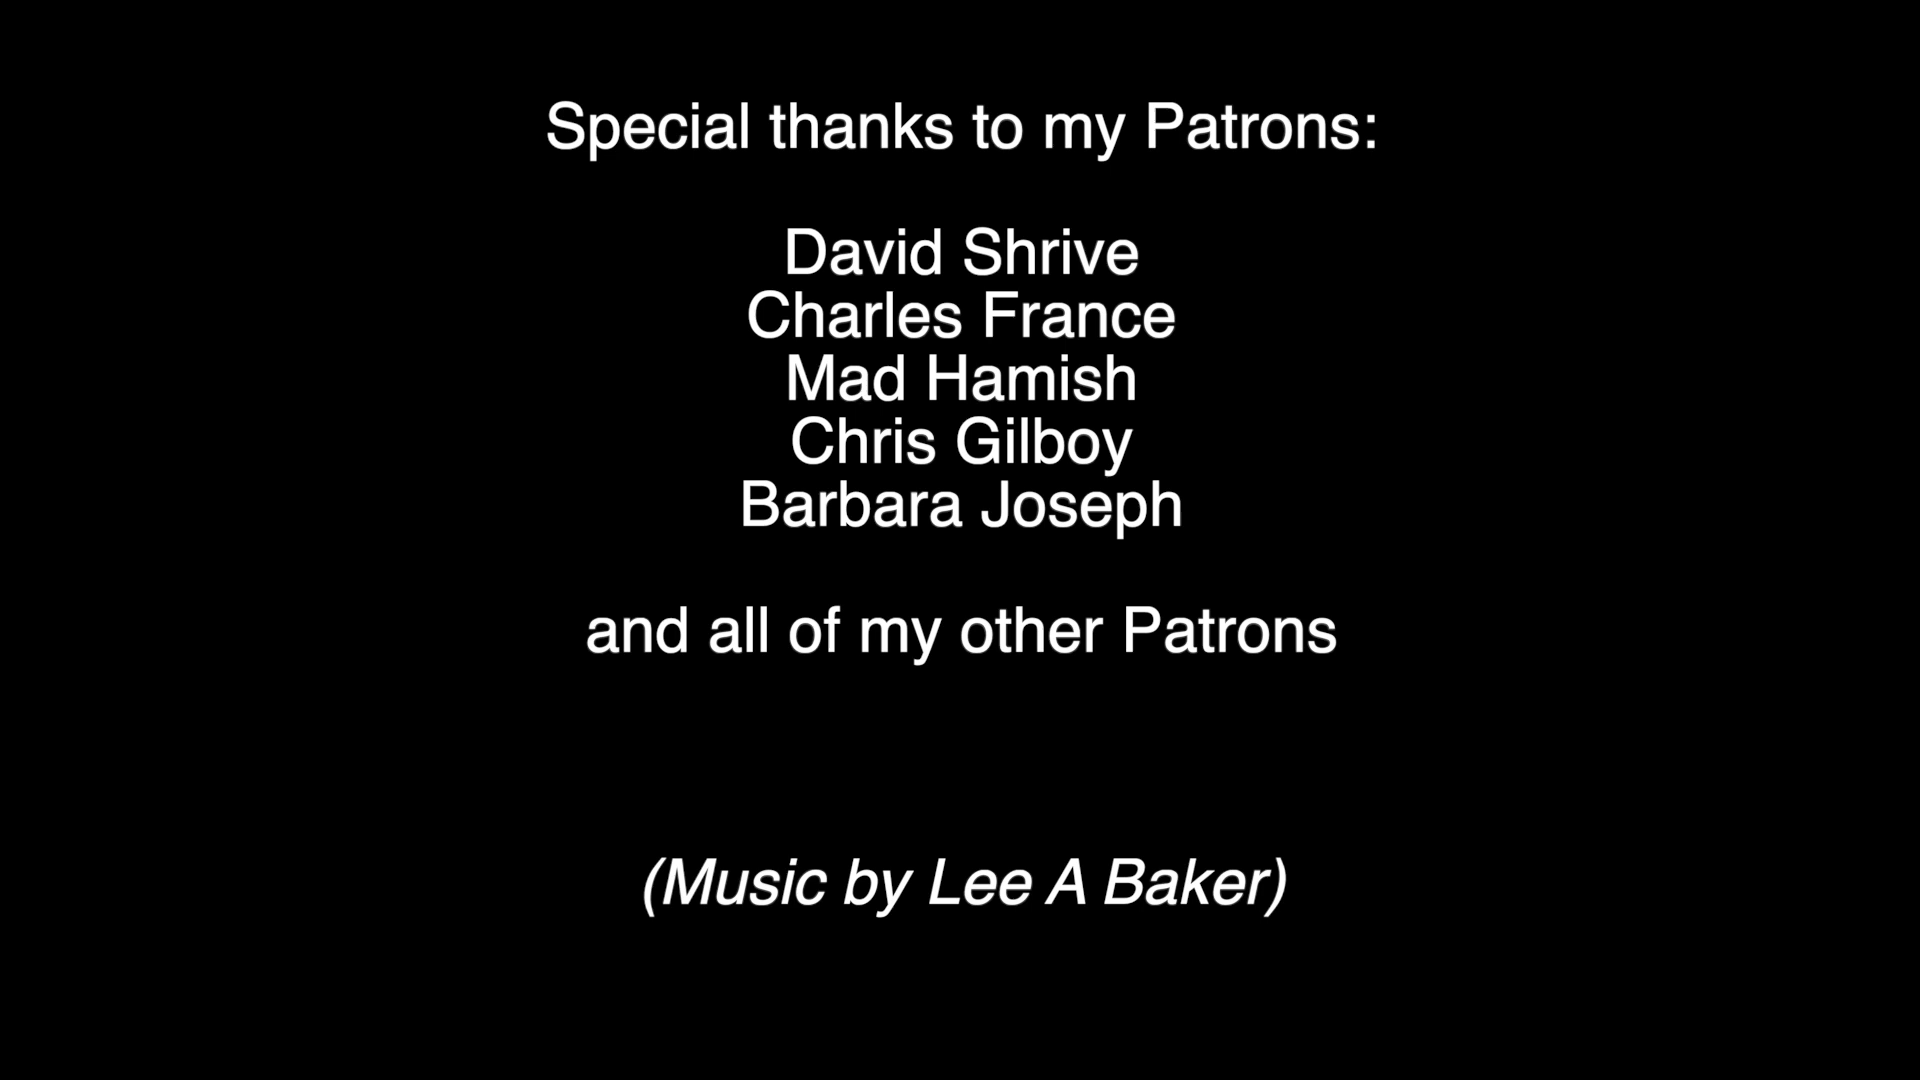 Special thanks to my Patrons:
David Shrive
Charles France
Mad Hamish
Chris Gilboy
Barbara Joseph
and all of my other Patrons
(Music by Lee A Baker)